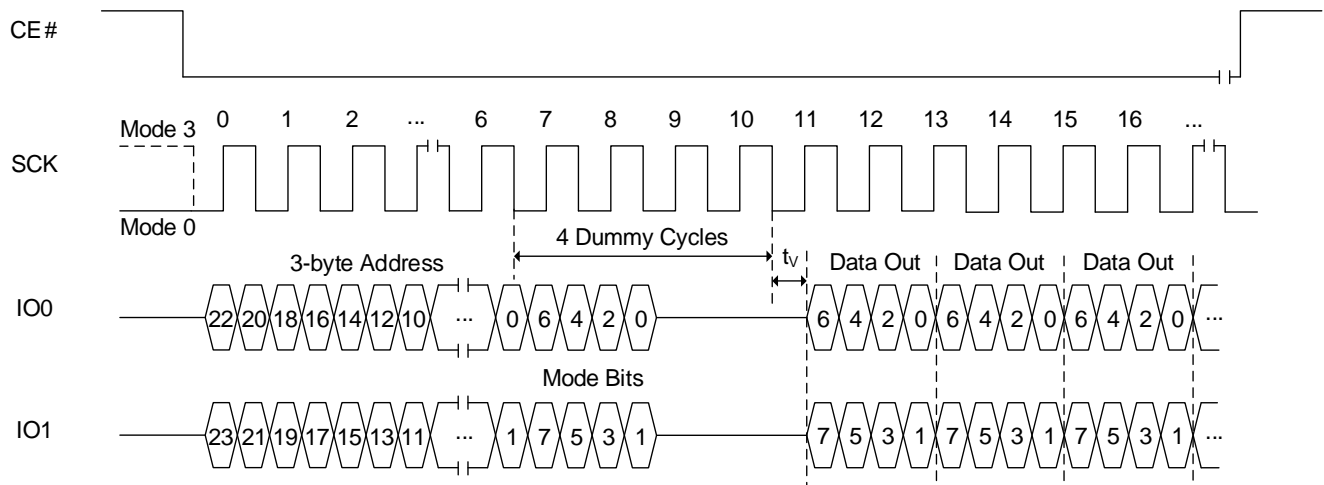 CE#
0 1 2 ... 6 7 8 9 10 11 12 13 14 15 16 ...
Mode 3
SCK
Mode 0
4 Dummy Cycles
3-byte Address
tV
Data Out Data Out Data Out
IO0
22 20 18 16 14 12 10 ... 0 6 4 2 0 6 4 2 0 6 4 2 0 6 4 2 0 ...
Mode Bits
IO1
23 21 19 17 15 13 11 ... 1 7 5 3 1 7 5 3 1 7 5 3 1 7 5 3 1 ...